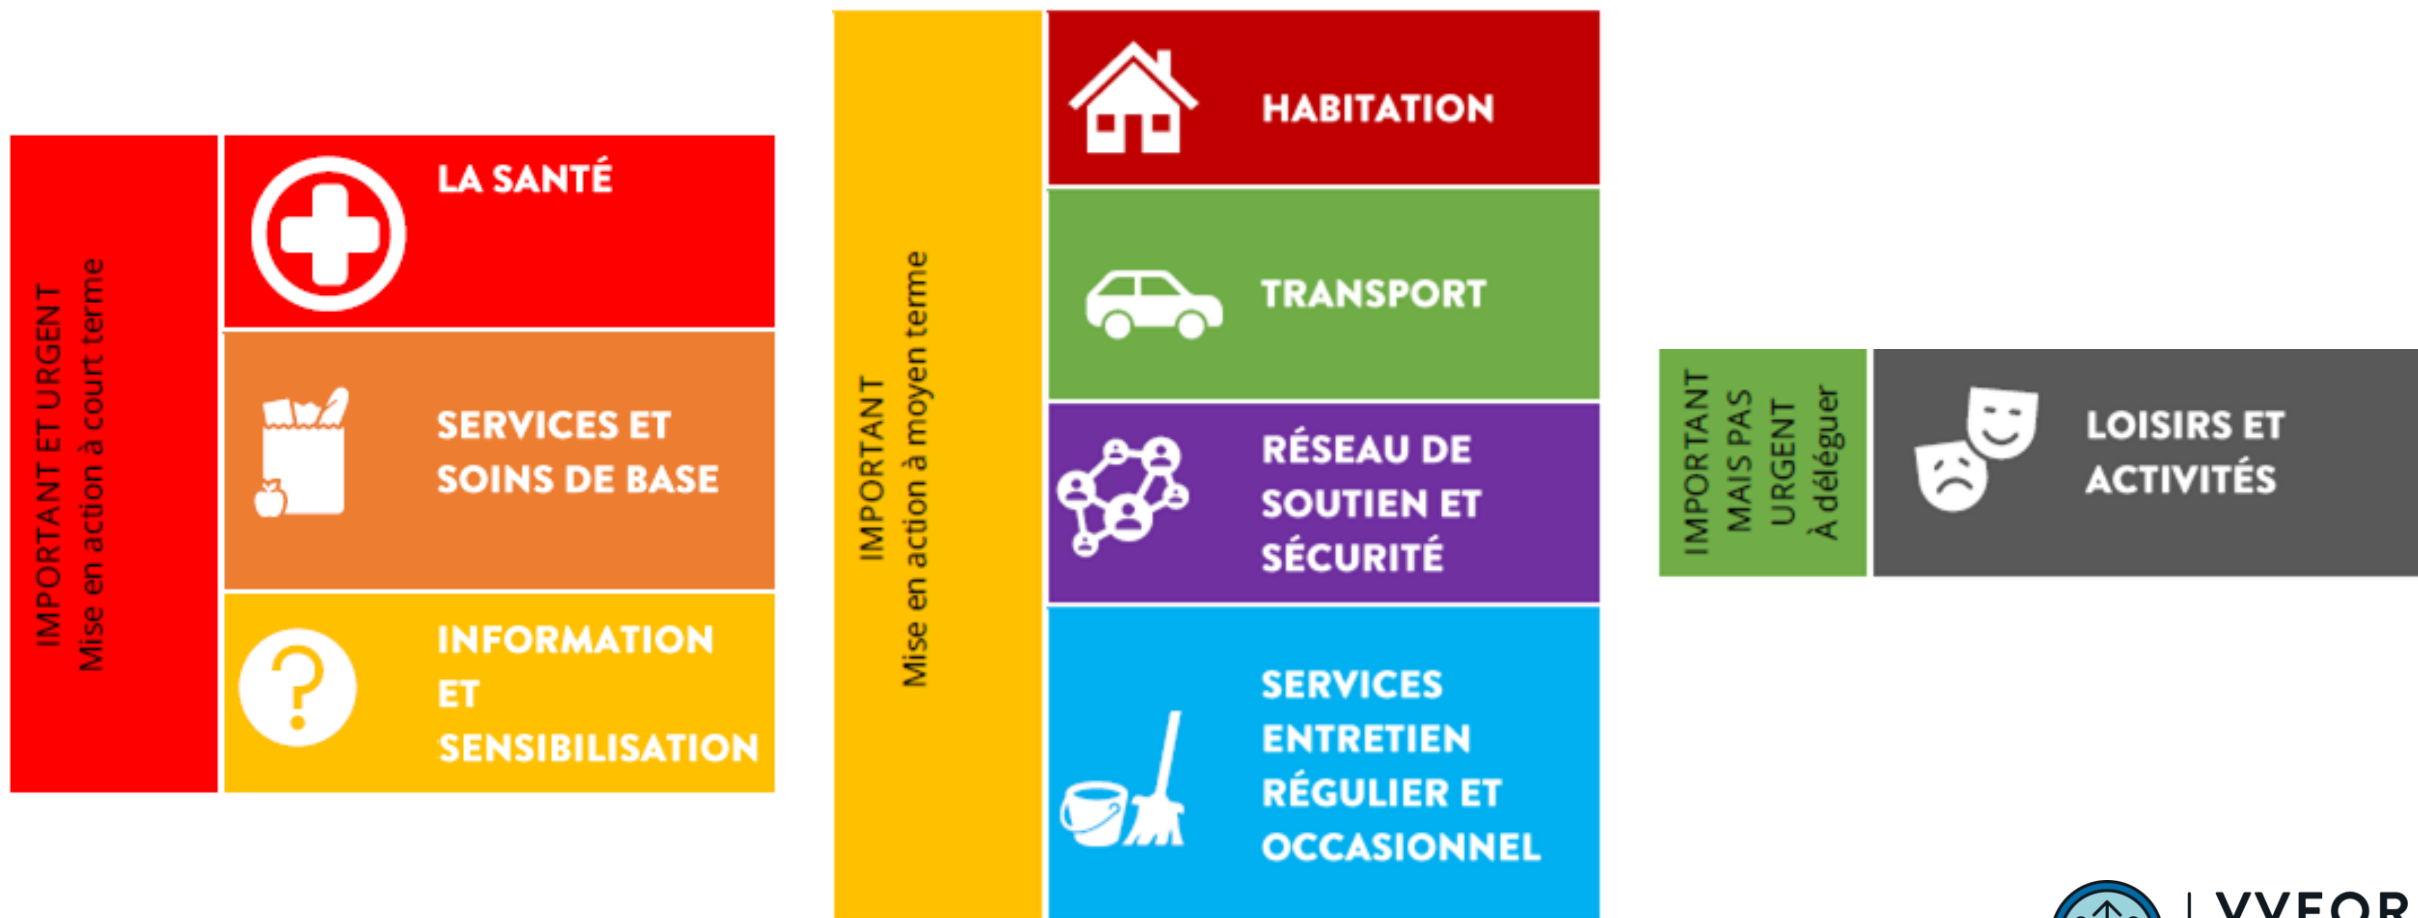 IMPORTANT ET URGENT
Mise en action à court terme
LA SANTÉ
SERVICES ET
SOINS DE BASE
INFORMATION
ET
SENSIBILISATION
IMPORTANT
Mise en action à moyen terme
HABITATION
TRANSPORT
RÉSEAU DE
SOUTIEN ET
SÉCURITÉ
SERVICES
ENTRETIEN
RÉGULIER ET
OCCASIONNEL
IMPORTANT
MAIS PAS
URGENT
À déléguer
LOISIRS ET
ACTIVITÉS